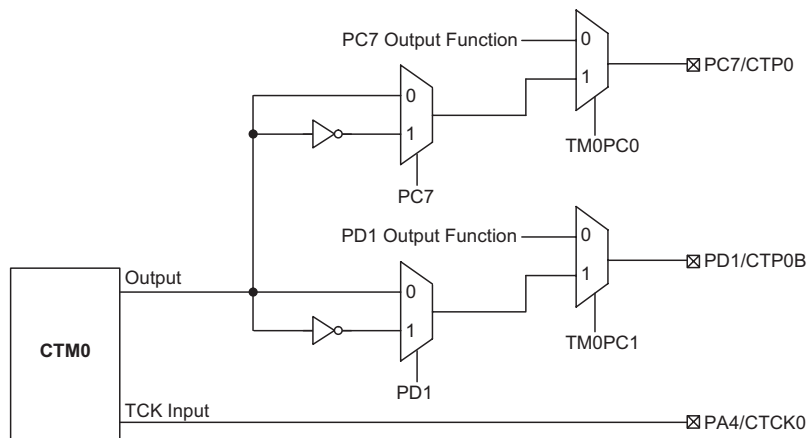 PC7 Output Function
0
1
PC7/CTP0
TM0PC0
0
1
PC7
PD1 Output Function
0
1
PD1/CTP0B
TM0PC1
Output
0
1
PD1
CTM0
TCK Input
PA4/CTCK0